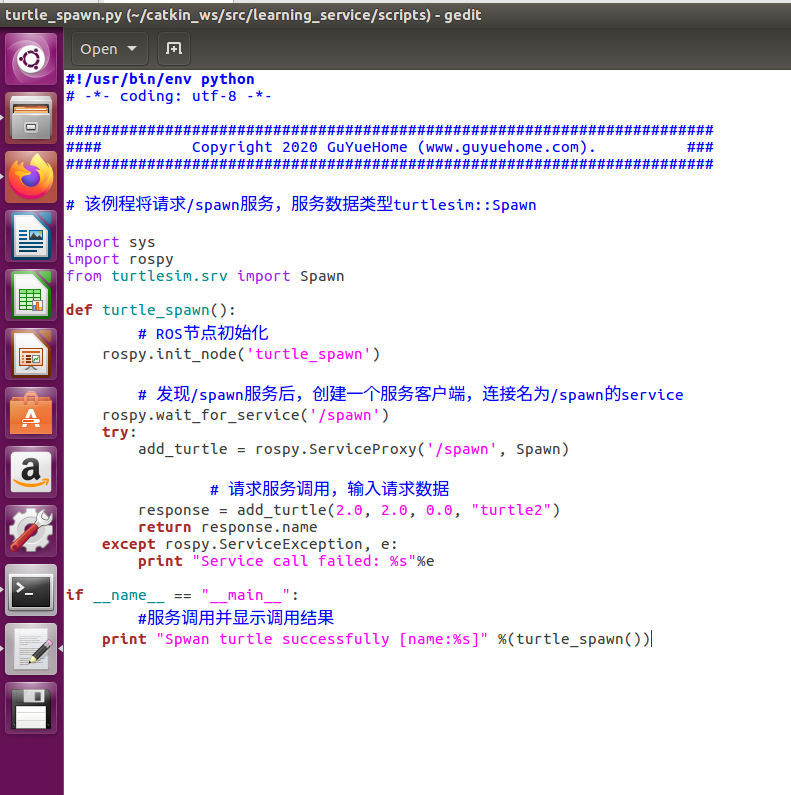 turtle_spawn.py (~/catkin_ws/src/learning_service/scripts) - gedit
Open
#!/usr/bin/env python
# -*- coding: utf-8 -*-
########################################################################
####          Copyright 2020 GuYueHome (www.guyuehome.com).          ###
########################################################################
# 该例程将请求/spawn服务，服务数据类型turtlesim::Spawn
import sys
import rospy
from turtlesim.srv import Spawn
def turtle_spawn():
        # ROS节点初始化
    rospy.init_node('turtle_spawn')
        # 发现/spawn服务后，创建一个服务客户端，连接名为/spawn的service
    rospy.wait_for_service('/spawn')
    try:
        add_turtle = rospy.ServiceProxy('/spawn', Spawn)
                # 请求服务调用，输入请求数据
        response = add_turtle(2.0, 2.0, 0.0, "turtle2")
        return response.name
    except rospy.ServiceException, e:
        print "Service call failed: %s"%e
if __name__ == "__main__":
        #服务调用并显示调用结果
    print "Spwan turtle successfully [name:%s]" %(turtle_spawn())